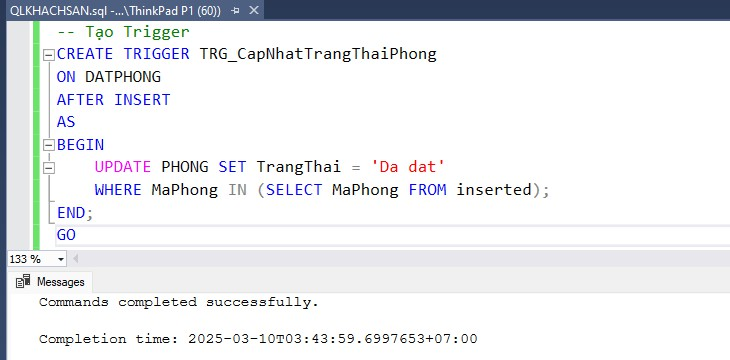 QLKHACHSAN.sql -...\ThinkPad P1 (60))
-- Tạo Trigger
CREATE TRIGGER TRG_CapNhatTrangThaiPhong
ON DATPHONG
AFTER INSERT
AS
BEGIN
    UPDATE PHONG SET TrangThai = 'Da dat'
    WHERE MaPhong IN (SELECT MaPhong FROM inserted);
END;
GO
133 %
Messages
Commands completed successfully.
Completion time: 2025-03-10T03:43:59.6997653+07:00